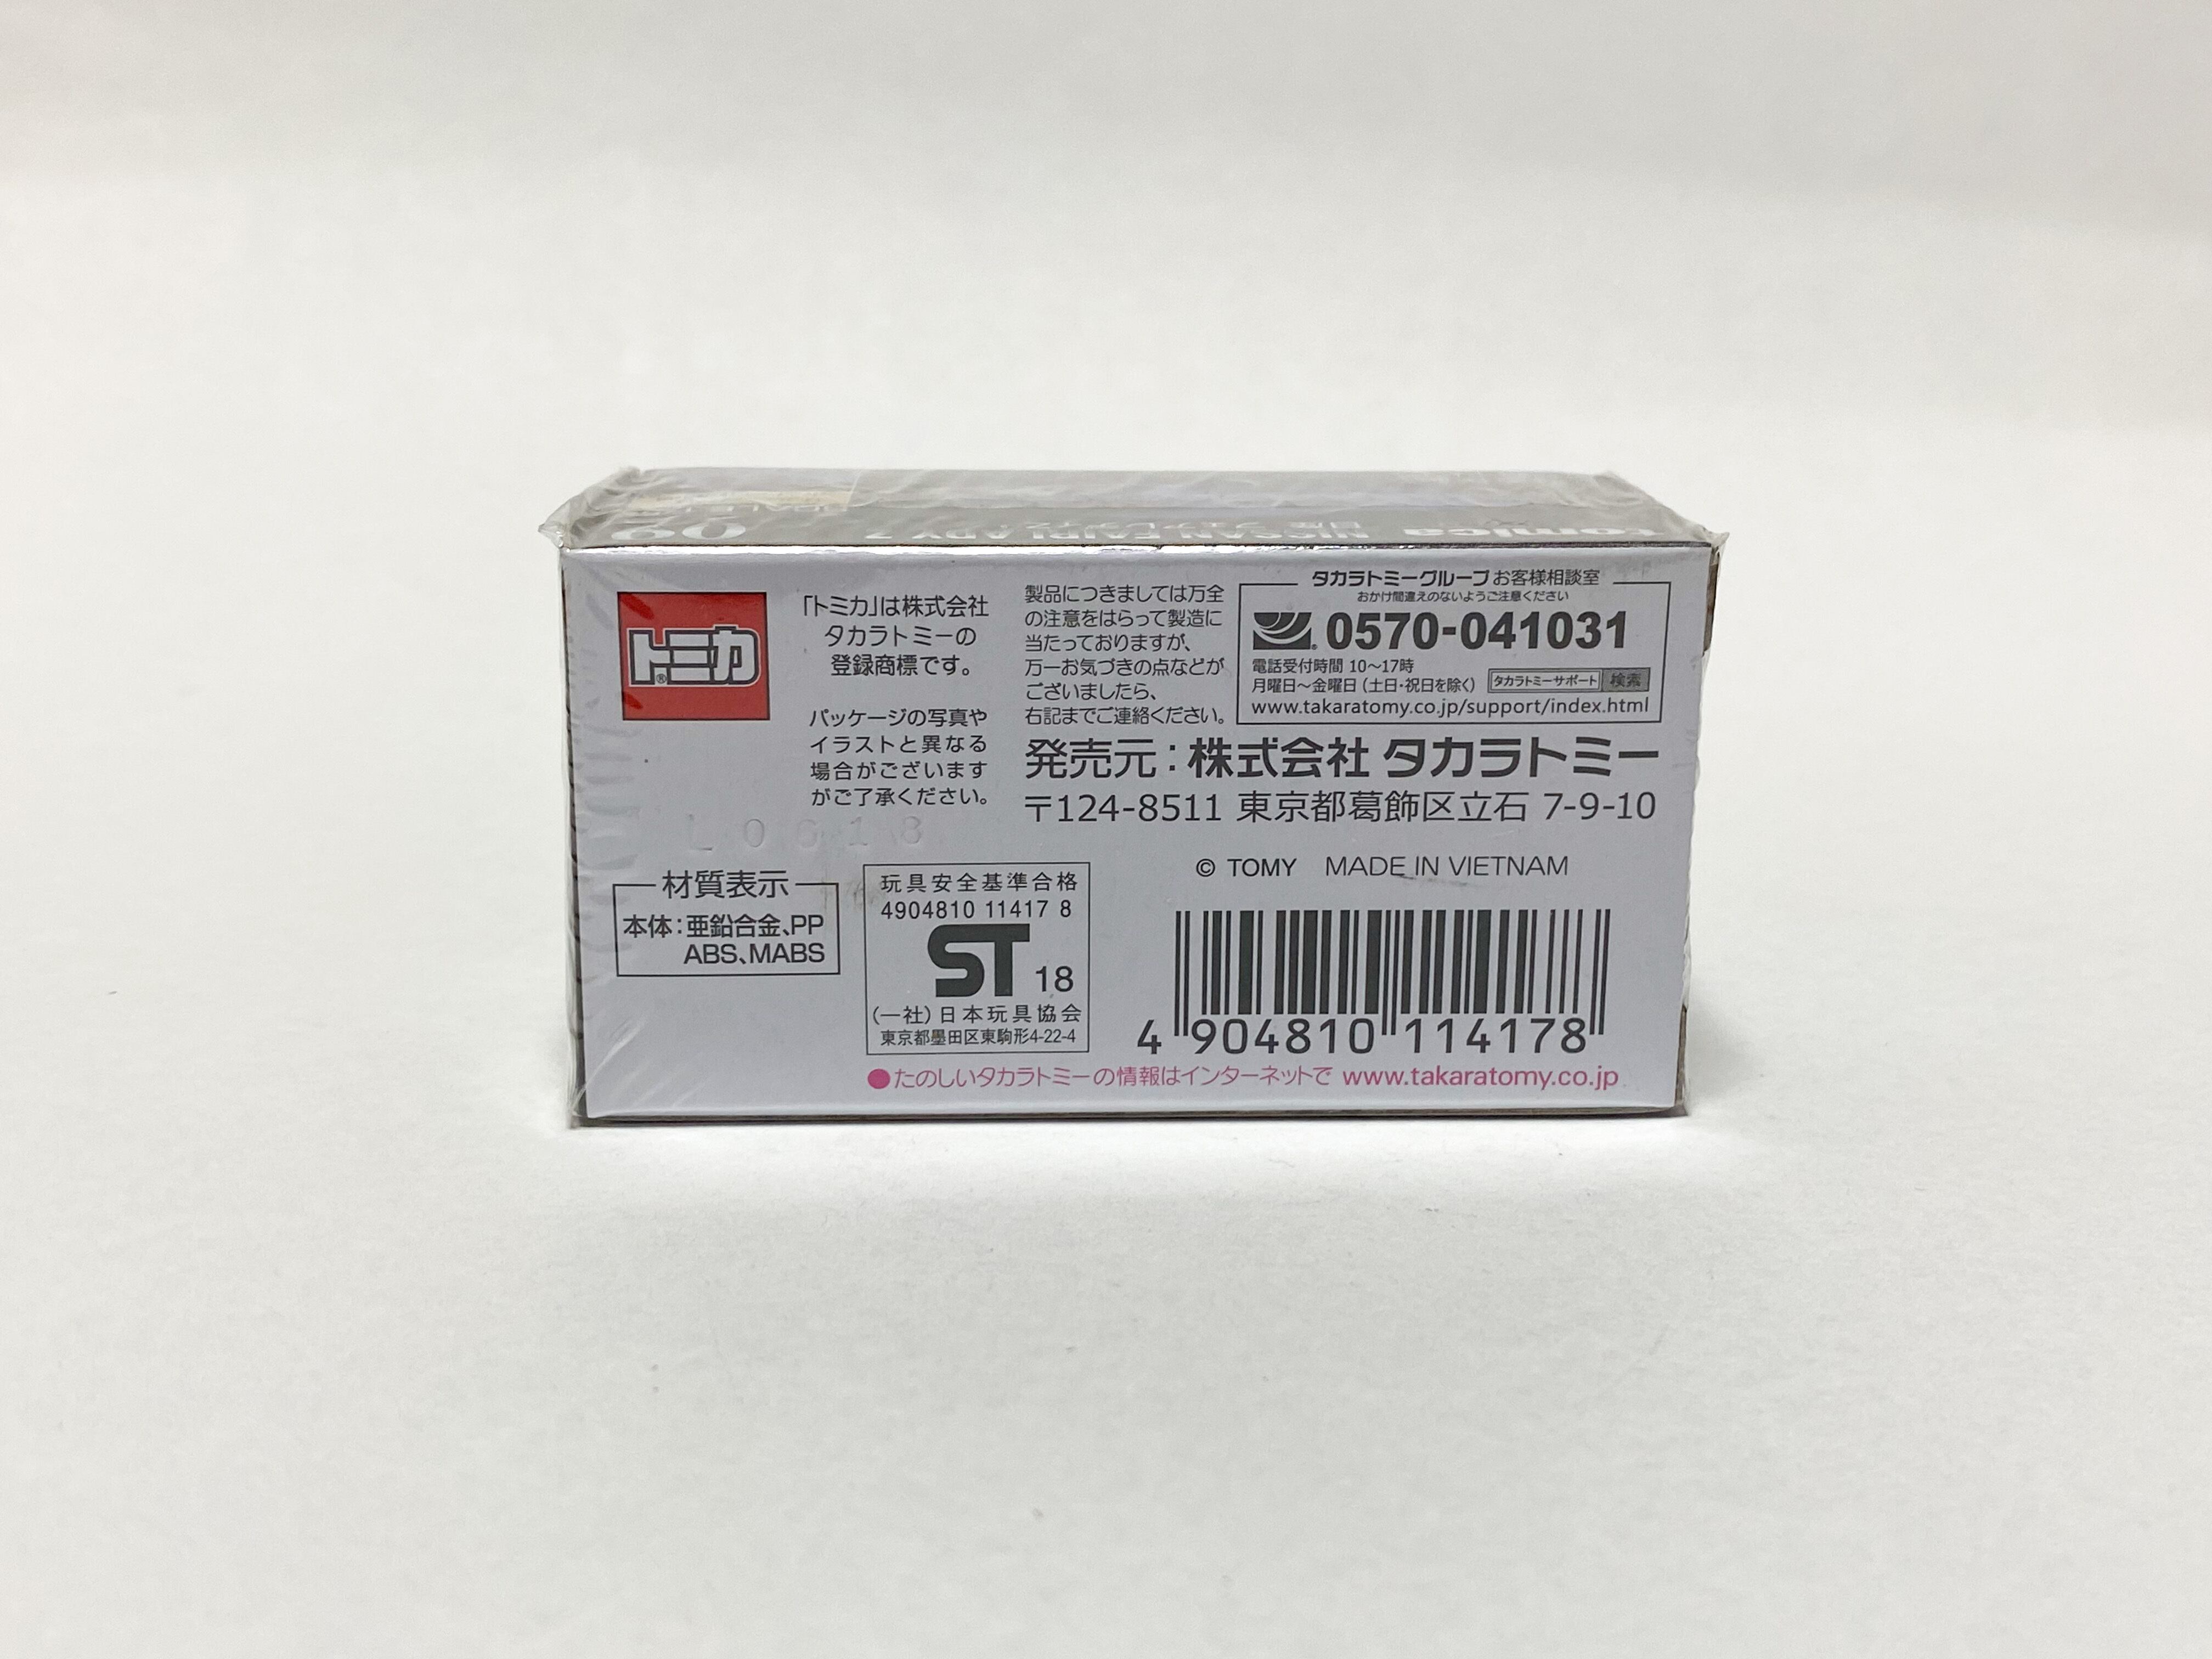 09
NISSAN FAIRLADY Z
日産 フェアレディZ
tomica
トミカ
®
「トミカ」は株式会社
タカラトミーの
登録商標です。
パッケージの写真や
イラストと異なる
場合がございます
がご了承ください。
製品につきましては万全
の注意をはらって製造に
当たっておりますが、
万一お気づきの点などが
ございましたら、
右記までご連絡ください。
タカラトミーグループお客様相談室
おかけ間違えのないようご注意ください
0570-041031
電話受付時間 10～17時
月曜日～金曜日（土日・祝日を除く） タカラトミーサポート 検索
www.takaratomy.co.jp/support/index.html
発売元：株式会社 タカラトミー
〒124-8511 東京都葛飾区立石 7-9-10
材質表示
本体：亜鉛合金、PP
ABS、MABS
玩具安全基準合格
4904810 11417 8
ST 18
（一社）日本玩具協会
東京都墨田区東駒形4-22-4
© TOMY MADE IN VIETNAM
4 904810 114178
●たのしいタカラトミーの情報はインターネットで www.takaratomy.co.jp